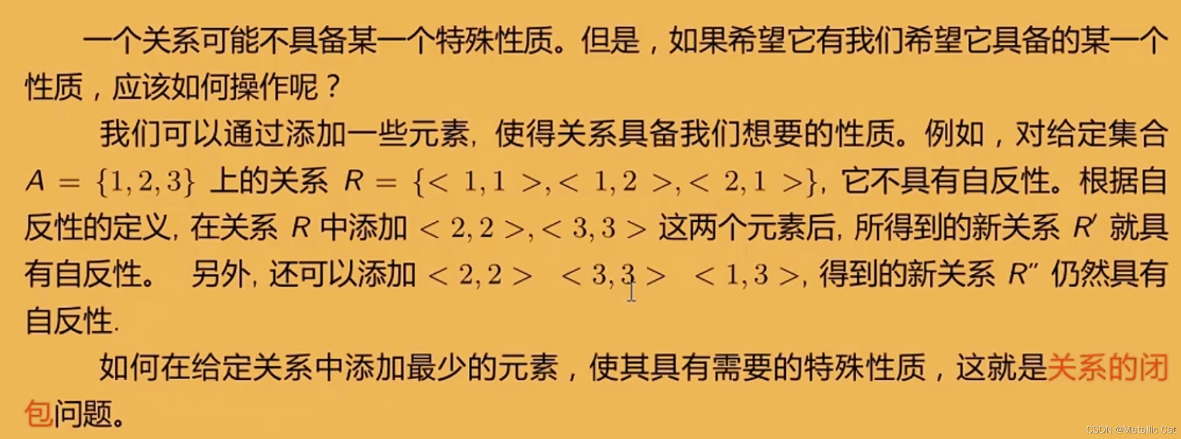 一个关系可能不具备某一个特殊性质。但是，如果希望它有我们希望它具备的某一个
性质，应该如何操作呢？
我们可以通过添加一些元素, 使得关系具备我们想要的性质。例如，对给定集合
A = {1, 2, 3} 上的关系 R = {< 1, 1 >, < 1, 2 >, < 2, 1 >}, 它不具有自反性。根据自
反性的定义, 在关系 R 中添加 < 2, 2 >, < 3, 3 > 这两个元素后, 所得到的新关系 R′ 就具
有自反性。 另外, 还可以添加 < 2, 2 > < 3, 3 > < 1, 3 >, 得到的新关系 R″ 仍然具有
自反性.
如何在给定关系中添加最少的元素，使其具有需要的特殊性质，这就是关系的闭
包问题。
CSDN @Metallic Cat